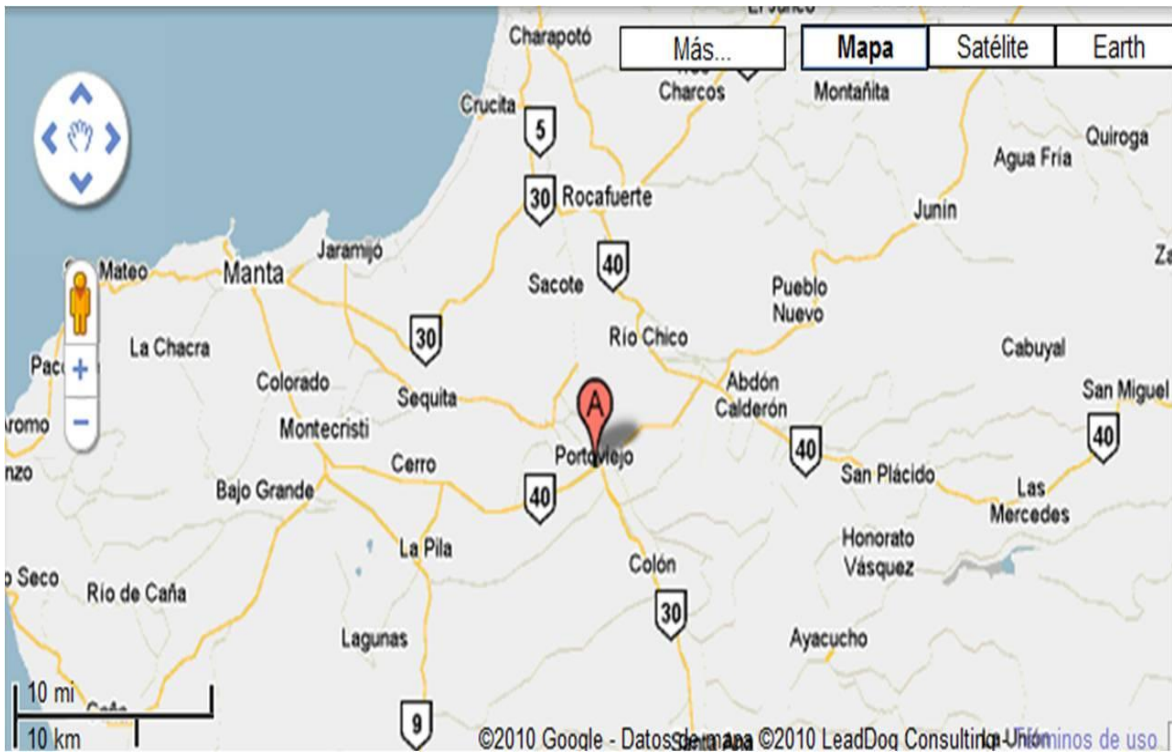 Charapotó
Más...
Mapa
Satélite
Earth
Charcos
Montañita
Crucita
5
Quiroga
Agua Fría
30
Rocafuerte
Junín
Jaramijó
Mateo
Manta
40
Sacote
Pueblo
Nuevo
Río Chico
30
La Chacra
Cabuyal
Colorado
Sequita
Abdón
Calderón
San Miguel
A
Montecristi
Portoviejo
40
40
Cerro
San Plácido
Bajo Grande
40
Las
Mercedes
La Pila
Honorato
Vásquez
Colón
Seco
Río de Caña
30
Lagunas
Ayacucho
10 mi
10 km
9
©2010 Google - Datos de mapa ©2010 LeadDog Consulting - Términos de uso